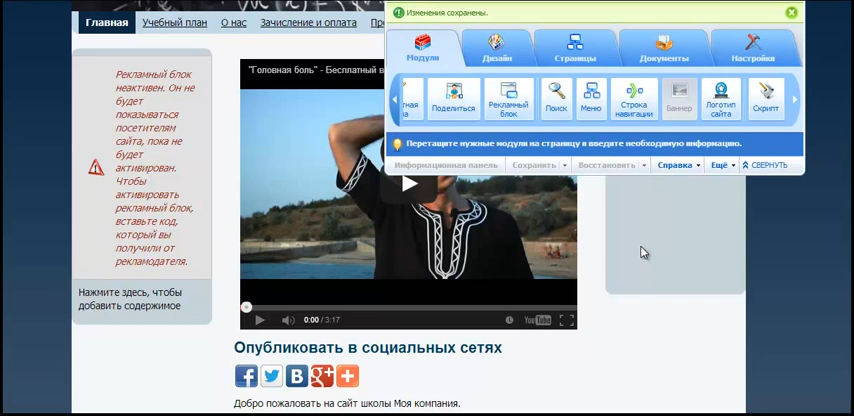 Изменения сохранены.
Главная Учебный план О нас Зачисление и оплата
Модули Дизайн Страницы Документы Настройки
Поделиться
Рекламный
блок
Поиск
Меню
Строка
навигации
Баннер
Логотип
сайта
Скрипт
Перетащите нужные модули на страницу и введите необходимую информацию.
Информационная панель Сохранить Восстановить Справка Ещё СВЕРНУТЬ
Рекламный блок
неактивен. Он не
будет
показываться
посетителям
сайта, пока не
будет
активирован.
Чтобы
активировать
рекламный блок,
вставьте код,
который вы
получили от
рекламодателя.
Нажмите здесь, чтобы
добавить содержимое
"Головная боль" - Бесплатный
0:00 / 3:17
YouTube
Опубликовать в социальных сетях
Добро пожаловать на сайт школы Моя компания.